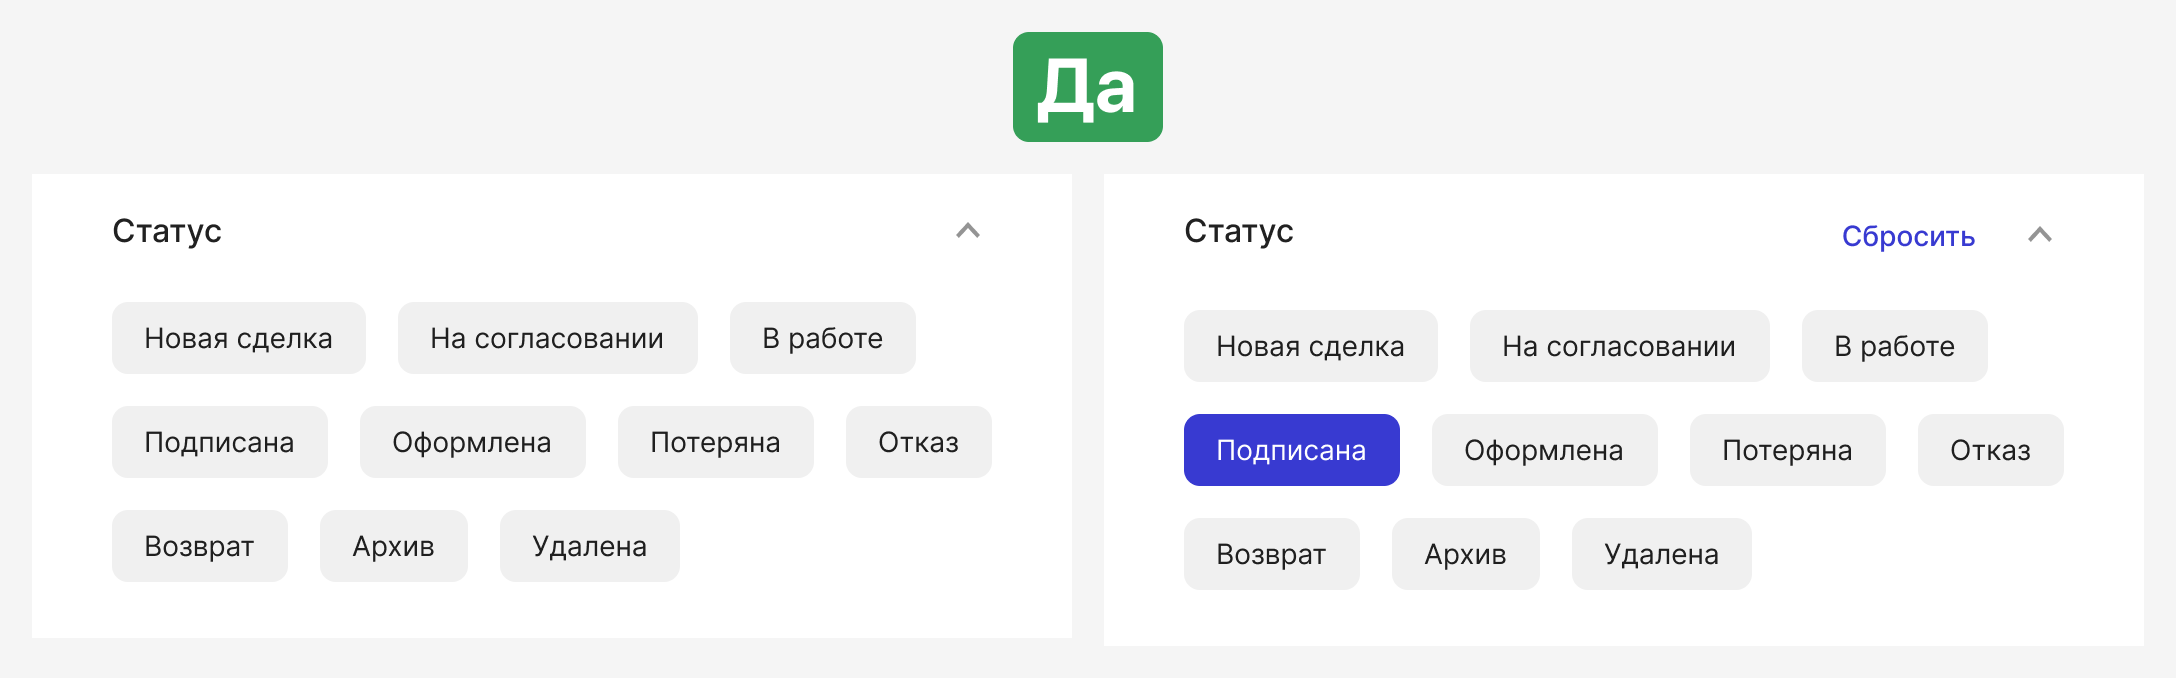 Да
Статус
Новая сделка На согласовании В работе
Подписана Оформлена Потеряна Отказ
Возврат Архив Удалена
Статус Сбросить
Новая сделка На согласовании В работе
Подписана Оформлена Потеряна Отказ
Возврат Архив Удалена